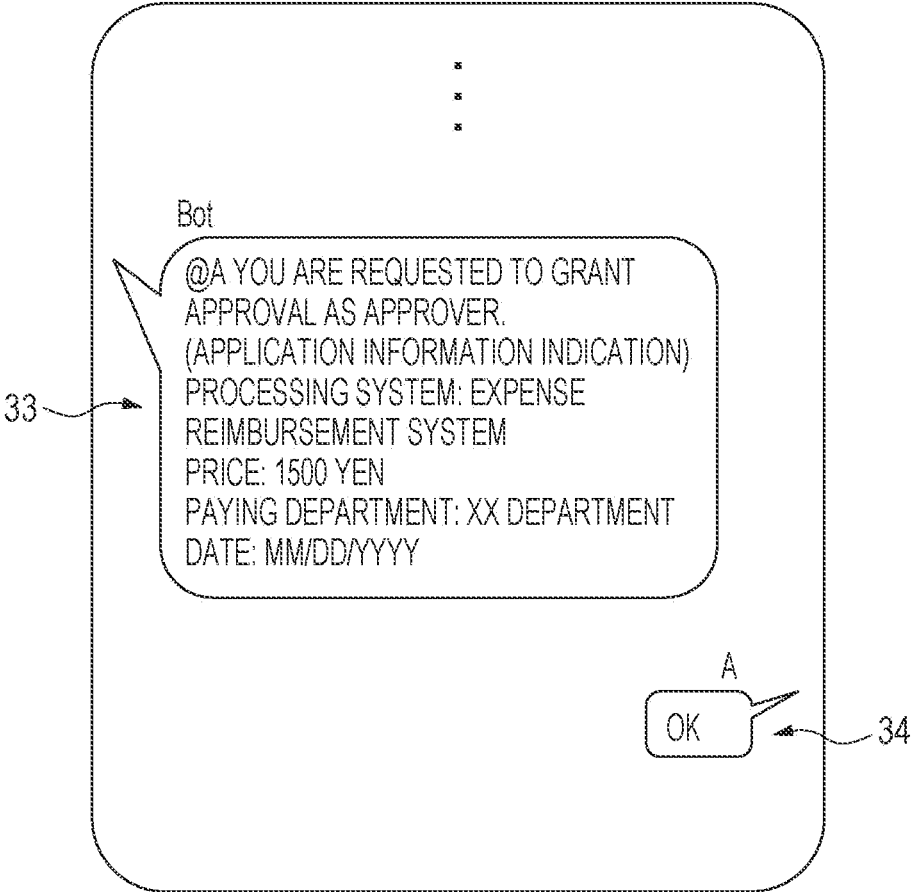 Bot
@A YOU ARE REQUESTED TO GRANT
APPROVAL AS APPROVER.
(APPLICATION INFORMATION INDICATION)
PROCESSING SYSTEM: EXPENSE
REIMBURSEMENT SYSTEM
PRICE: 1500 YEN
PAYING DEPARTMENT: XX DEPARTMENT
DATE: MM/DD/YYYY
33
A
OK
34